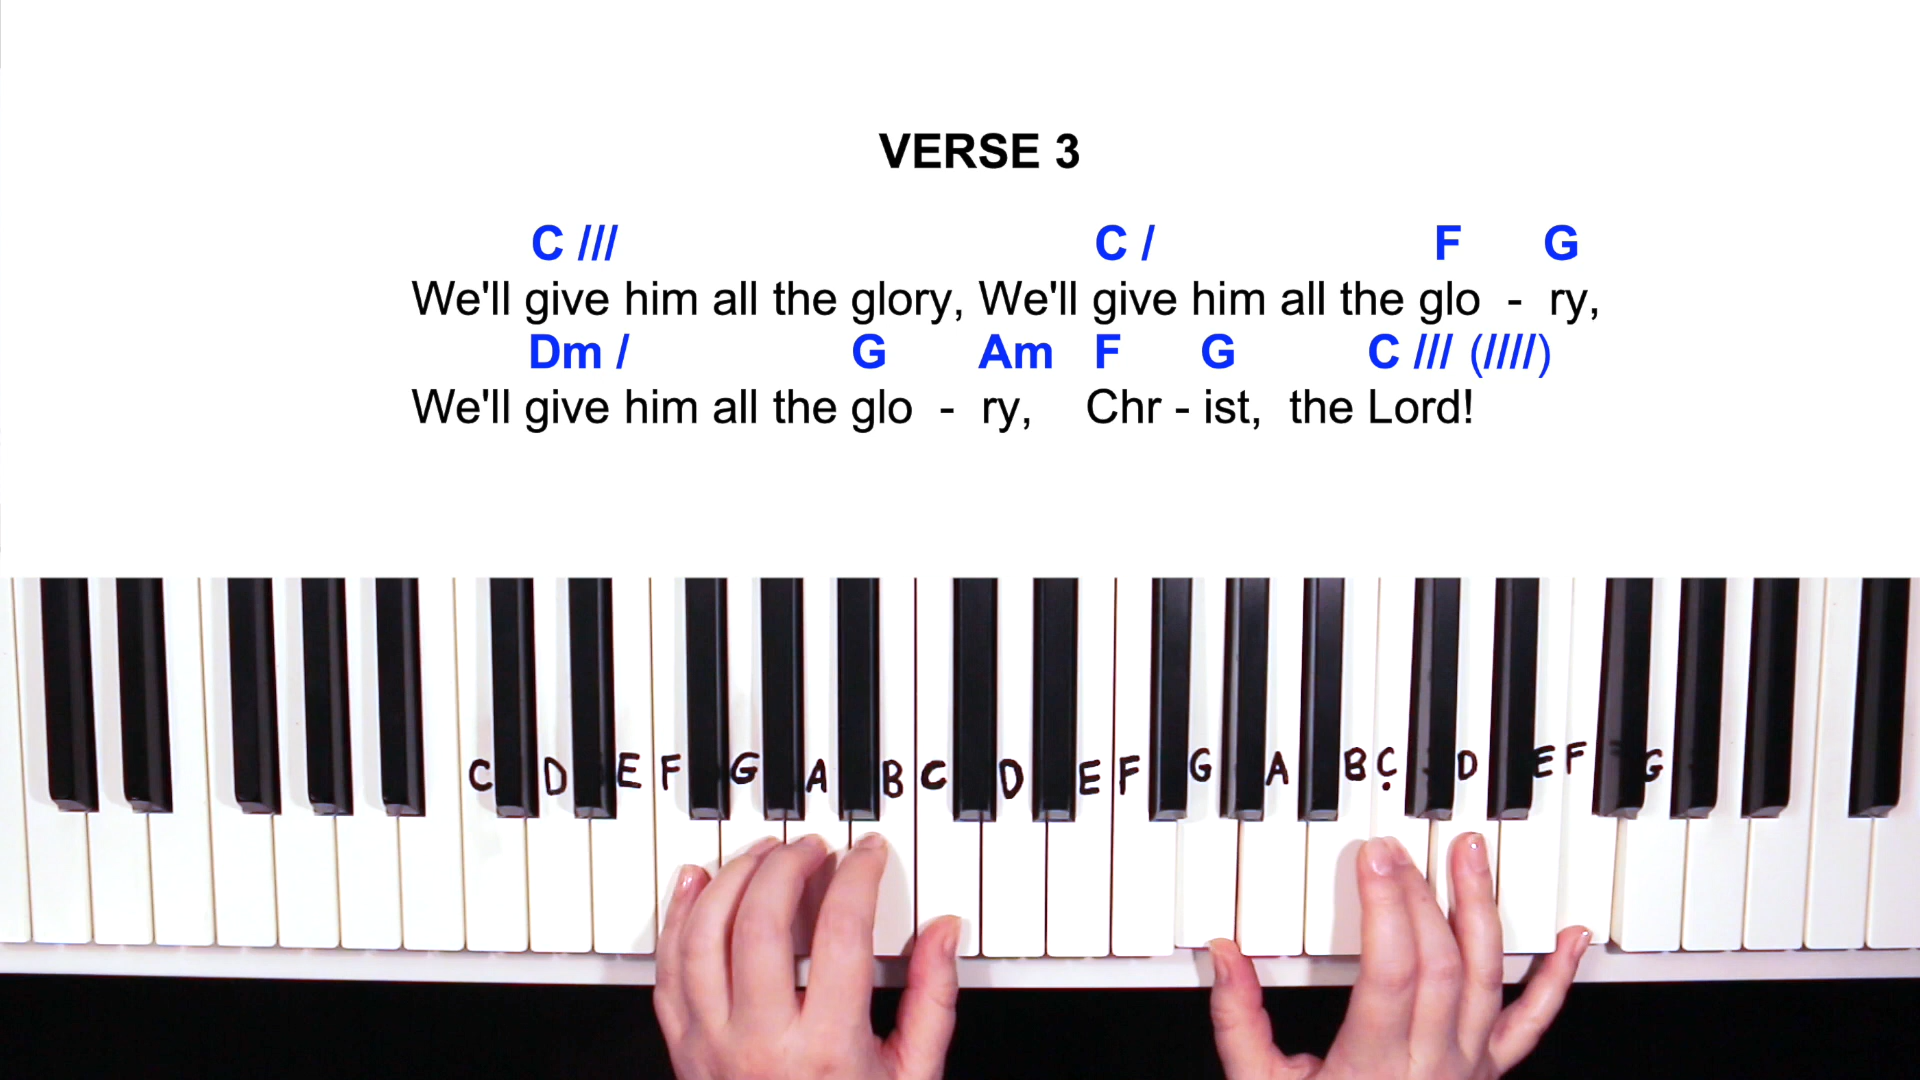 VERSE 3
C /// C / F G
We'll give him all the glory, We'll give him all the glo - ry,
Dm / G Am F G C /// (////)
We'll give him all the glo - ry, Chr - ist, the Lord!
C D E F G A B C D E F G A B C D E F G